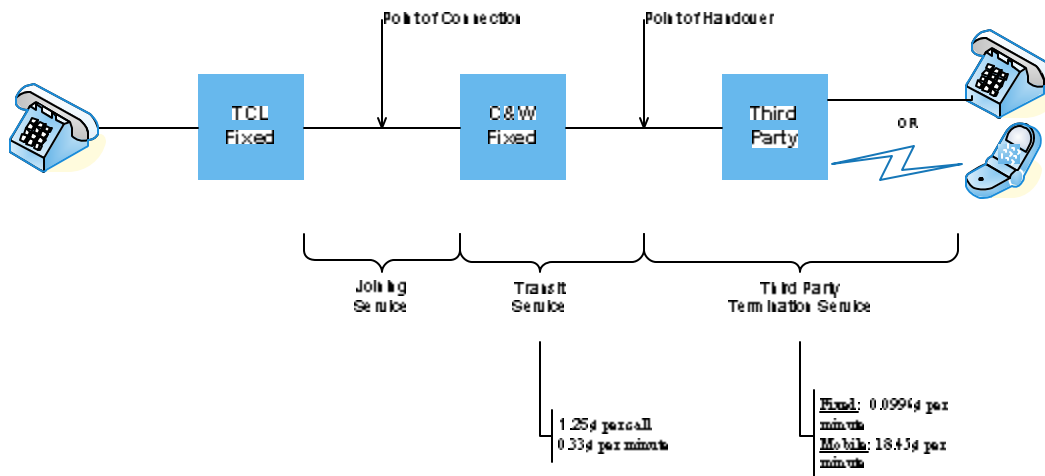 Point of Connection
Point of Handover
TCL
Fixed
C&W
Fixed
Third
Party
OR
Joining
Service
Transit
Service
Third Party
Termination Service
1.25¢ per call
0.33¢ per minute
Fixed: 0.0996¢ per
minute
Mobile: 18.45¢ per
minute